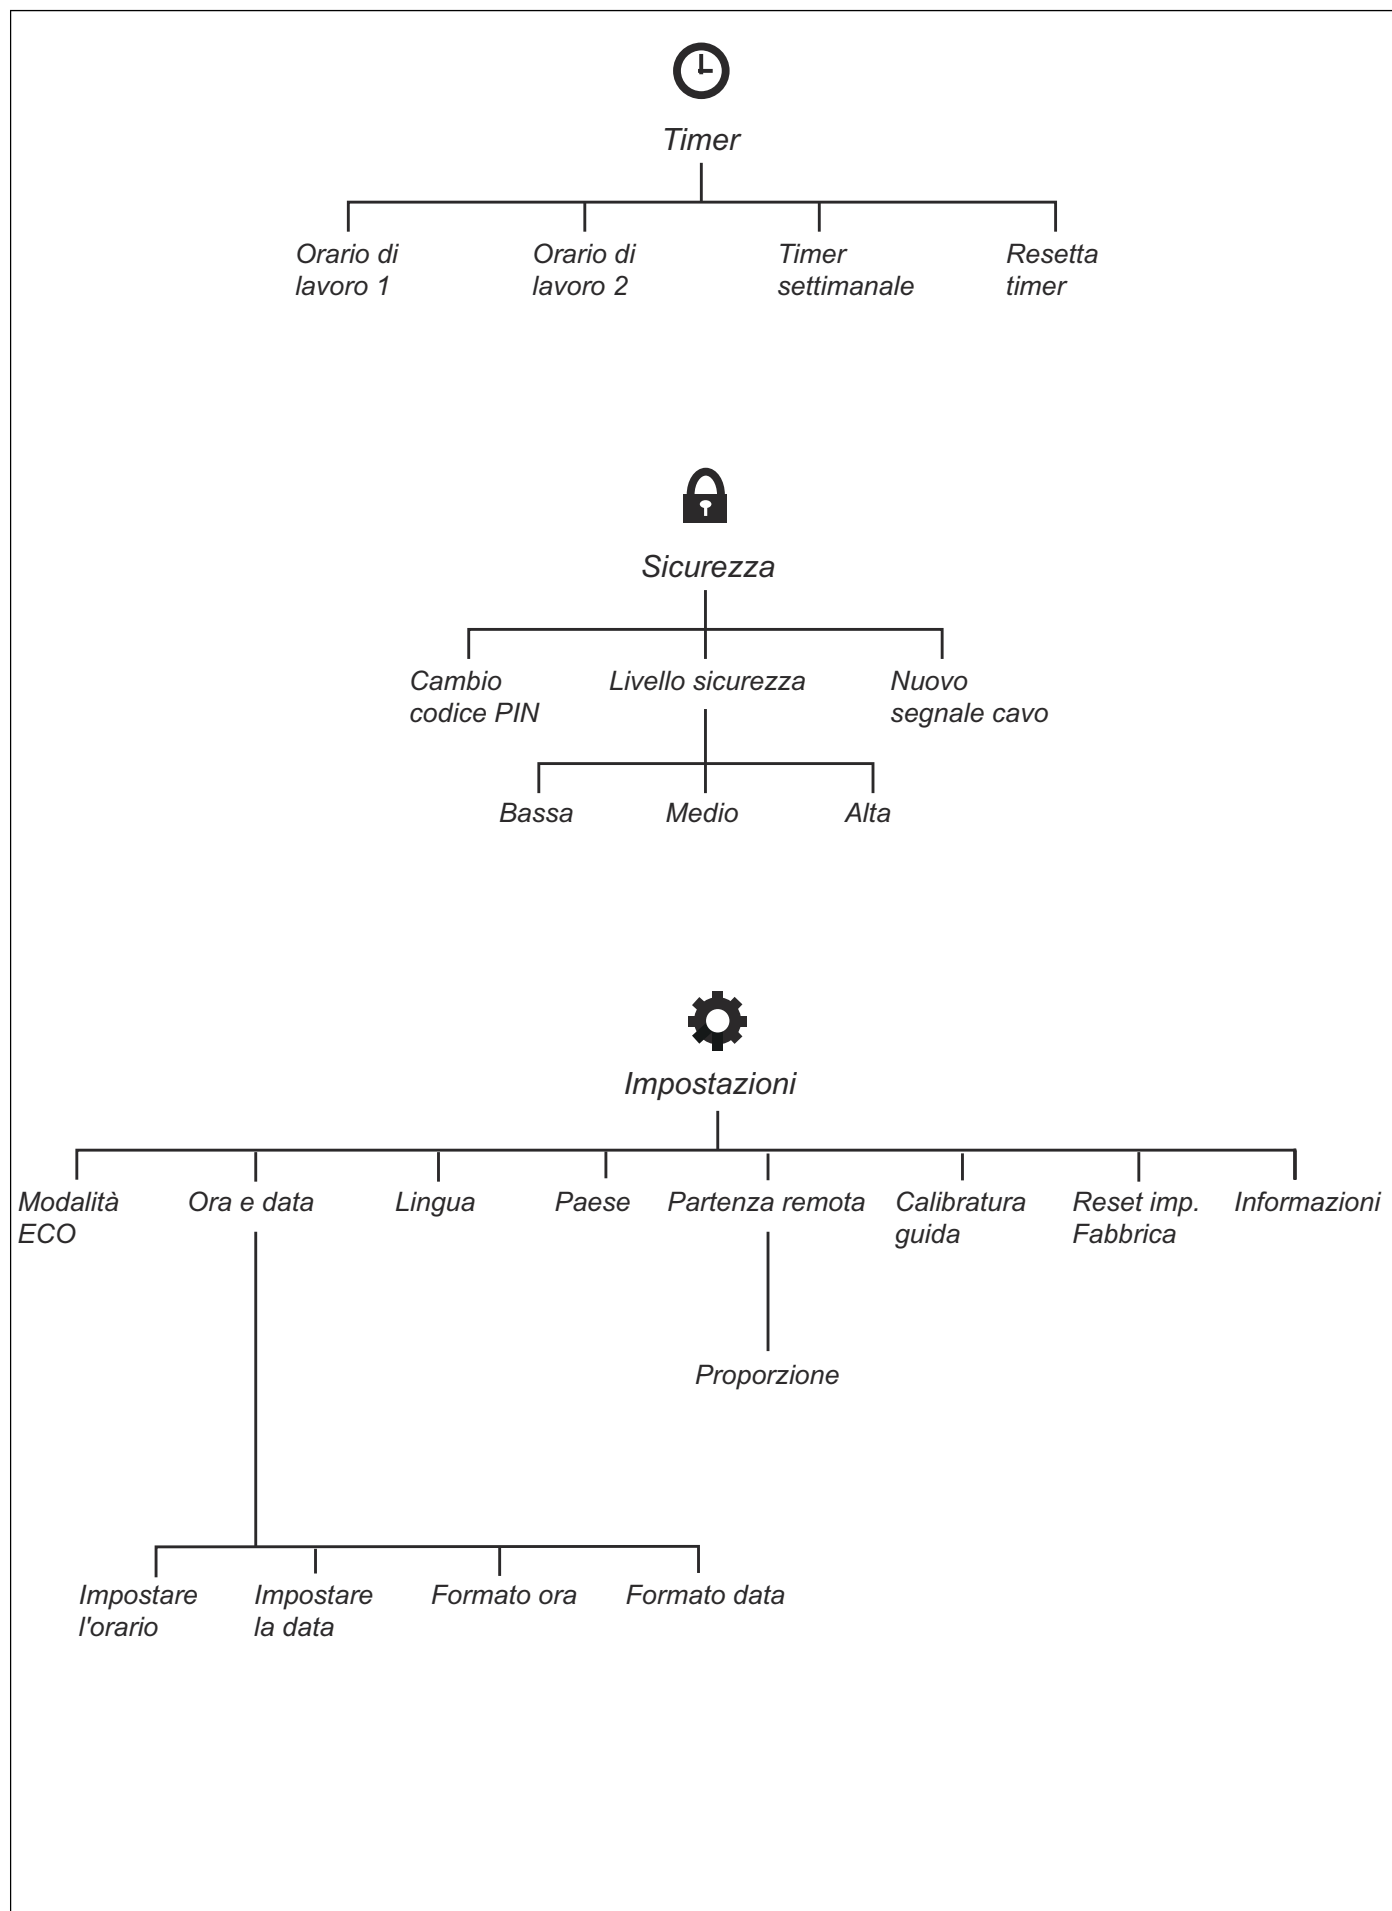 Timer
Orario di
lavoro 1
Orario di
lavoro 2
Timer
settimanale
Resetta
timer
Sicurezza
Cambio
codice PIN
Livello sicurezza
Nuovo
segnale cavo
Bassa
Medio
Alta
Impostazioni
Modalità
ECO
Ora e data
Lingua
Paese
Partenza remota
Calibratura
guida
Reset imp.
Fabbrica
Informazioni
Proporzione
Impostare
l'orario
Impostare
la data
Formato ora
Formato data